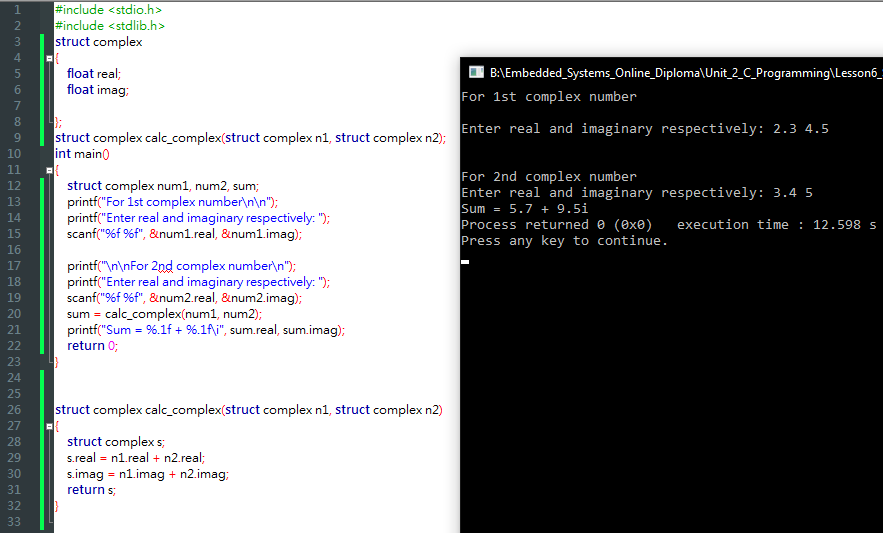 1 #include <stdio.h>
2 #include <stdlib.h>
3 struct complex
4 {
5 float real;
6 float imag;
7
8 };
9 struct complex calc_complex(struct complex n1, struct complex n2);
10 int main()
11 {
12 struct complex num1, num2, sum;
13 printf("For 1st complex number\n\n");
14 printf("Enter real and imaginary respectively: ");
15 scanf("%f %f", &num1.real, &num1.imag);
16
17 printf("\n\nFor 2nd complex number\n");
18 printf("Enter real and imaginary respectively: ");
19 scanf("%f %f", &num2.real, &num2.imag);
20 sum = calc_complex(num1, num2);
21 printf("Sum = %.1f + %.1f\i", sum.real, sum.imag);
22 return 0;
23 }
24
25
26 struct complex calc_complex(struct complex n1, struct complex n2)
27 {
28 struct complex s;
29 s.real = n1.real + n2.real;
30 s.imag = n1.imag + n2.imag;
31 return s;
32 }
33
B:\Embedded_Systems_Online_Diploma\Unit_2_C_Programming\Lesson6_
For 1st complex number
Enter real and imaginary respectively: 2.3 4.5
For 2nd complex number
Enter real and imaginary respectively: 3.4 5
Sum = 5.7 + 9.5i
Process returned 0 (0x0) execution time : 12.598 s
Press any key to continue.